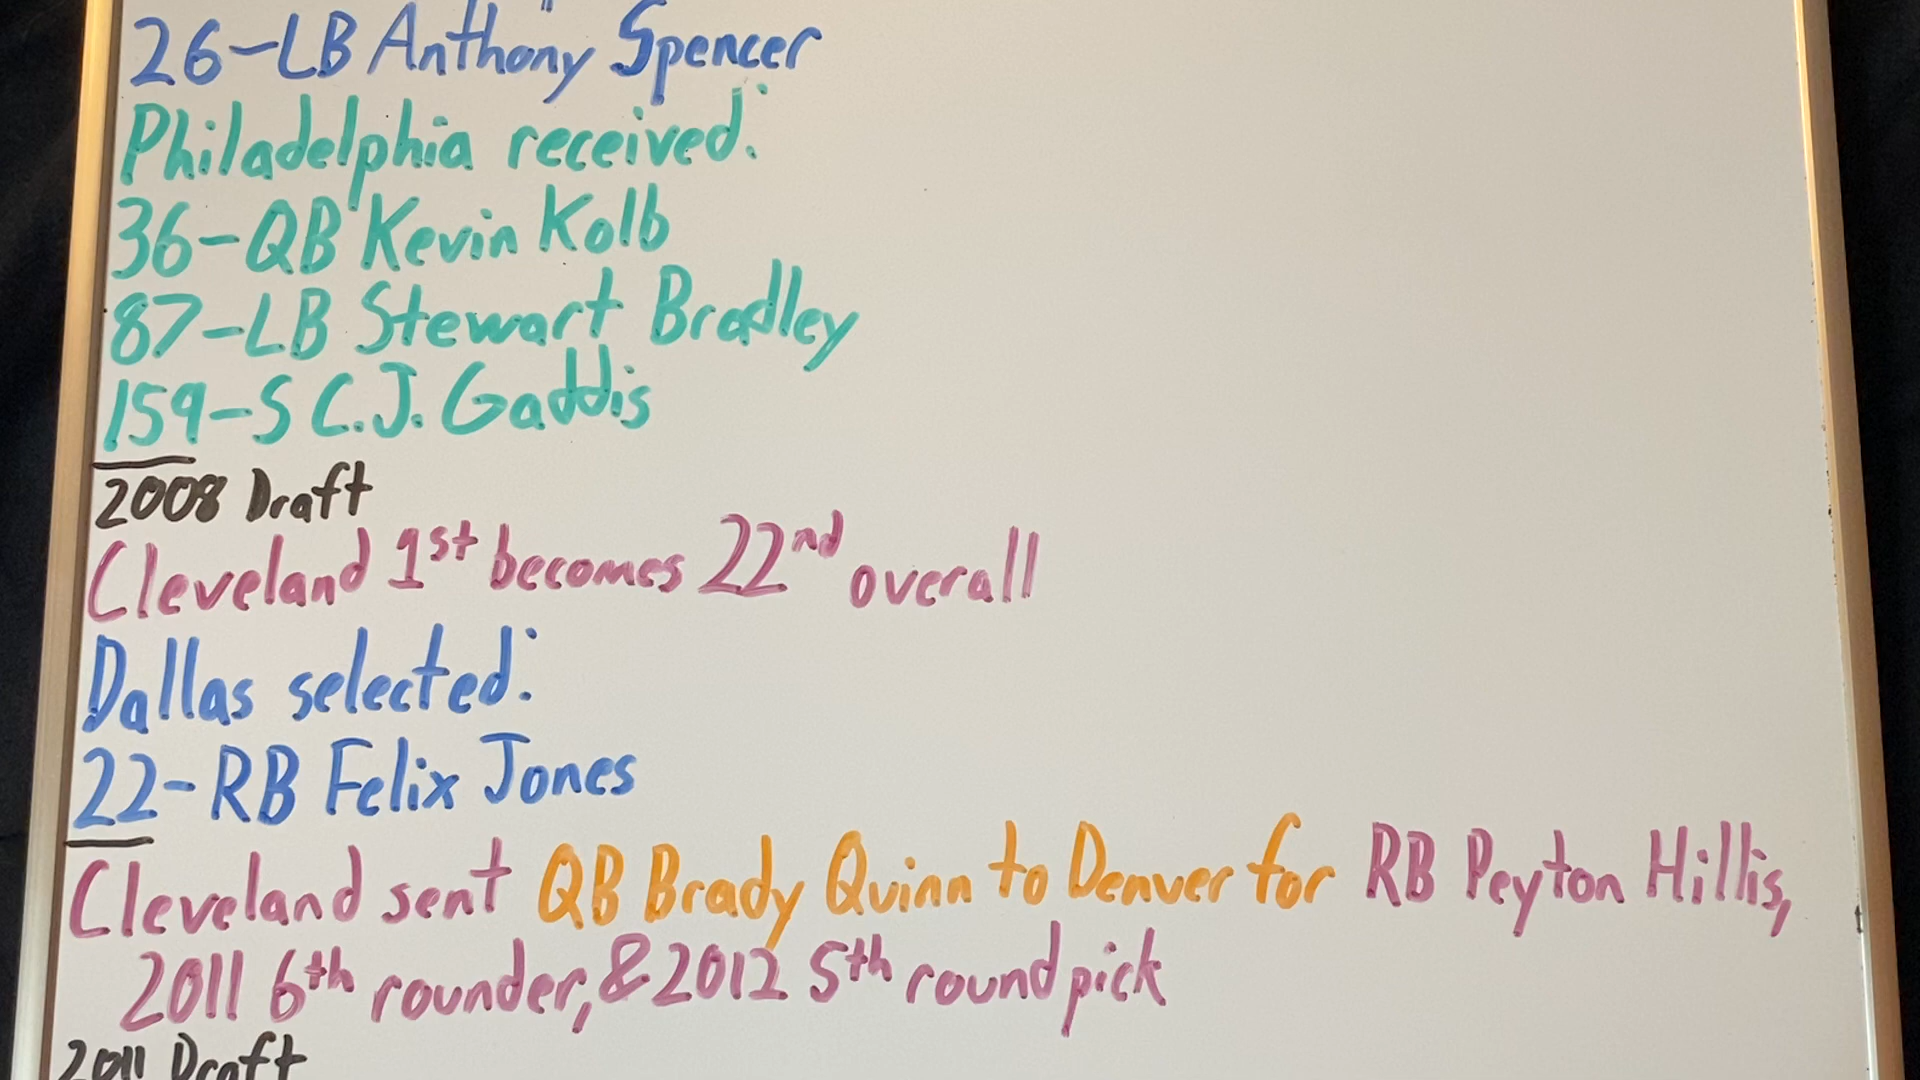 26-LB Anthony Spencer
Philadelphia received:
36-QB Kevin Kolb
87-LB Stewart Bradley
159-S C.J. Gaddis
2008 Draft
Cleveland 1st becomes 22nd overall
Dallas selected:
22-RB Felix Jones
Cleveland sent QB Brady Quinn to Denver for RB Peyton Hillis,
2011 6th rounder, & 2012 5th round pick
2011 Draft